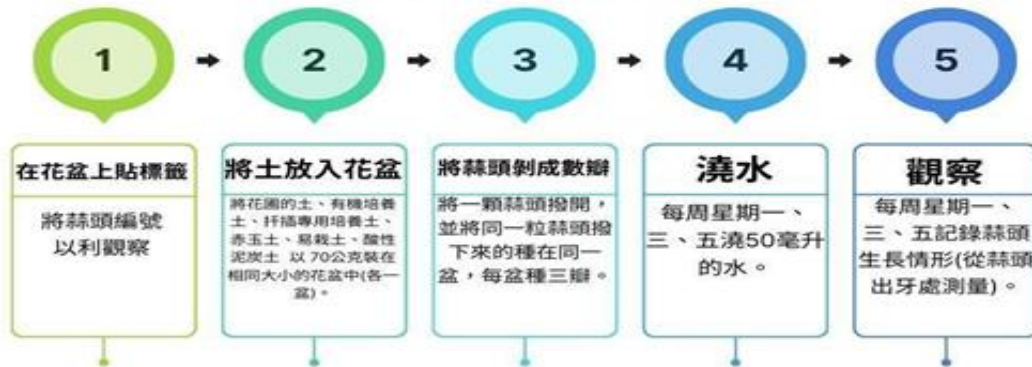 1
2
3
4
5
在花盆上貼標籤
將蒜頭編號
以利觀察
將土放入花盆
將花圃的土、有機培養
土、扦插專用培養土、
赤玉土、易栽土、酸性
泥炭土 以 70公克裝在
相同大小的花盆中(各一
盆)。
將蒜頭剝成數瓣
將一顆蒜頭撥開，
並將同一粒蒜頭撥
下來的種在同一
盆，每盆種三瓣。
澆水
每周星期一、
三、五澆50毫升
的水。
觀察
每周星期一、
三、五記錄蒜頭
生長情形(從蒜頭
出牙處測量)。